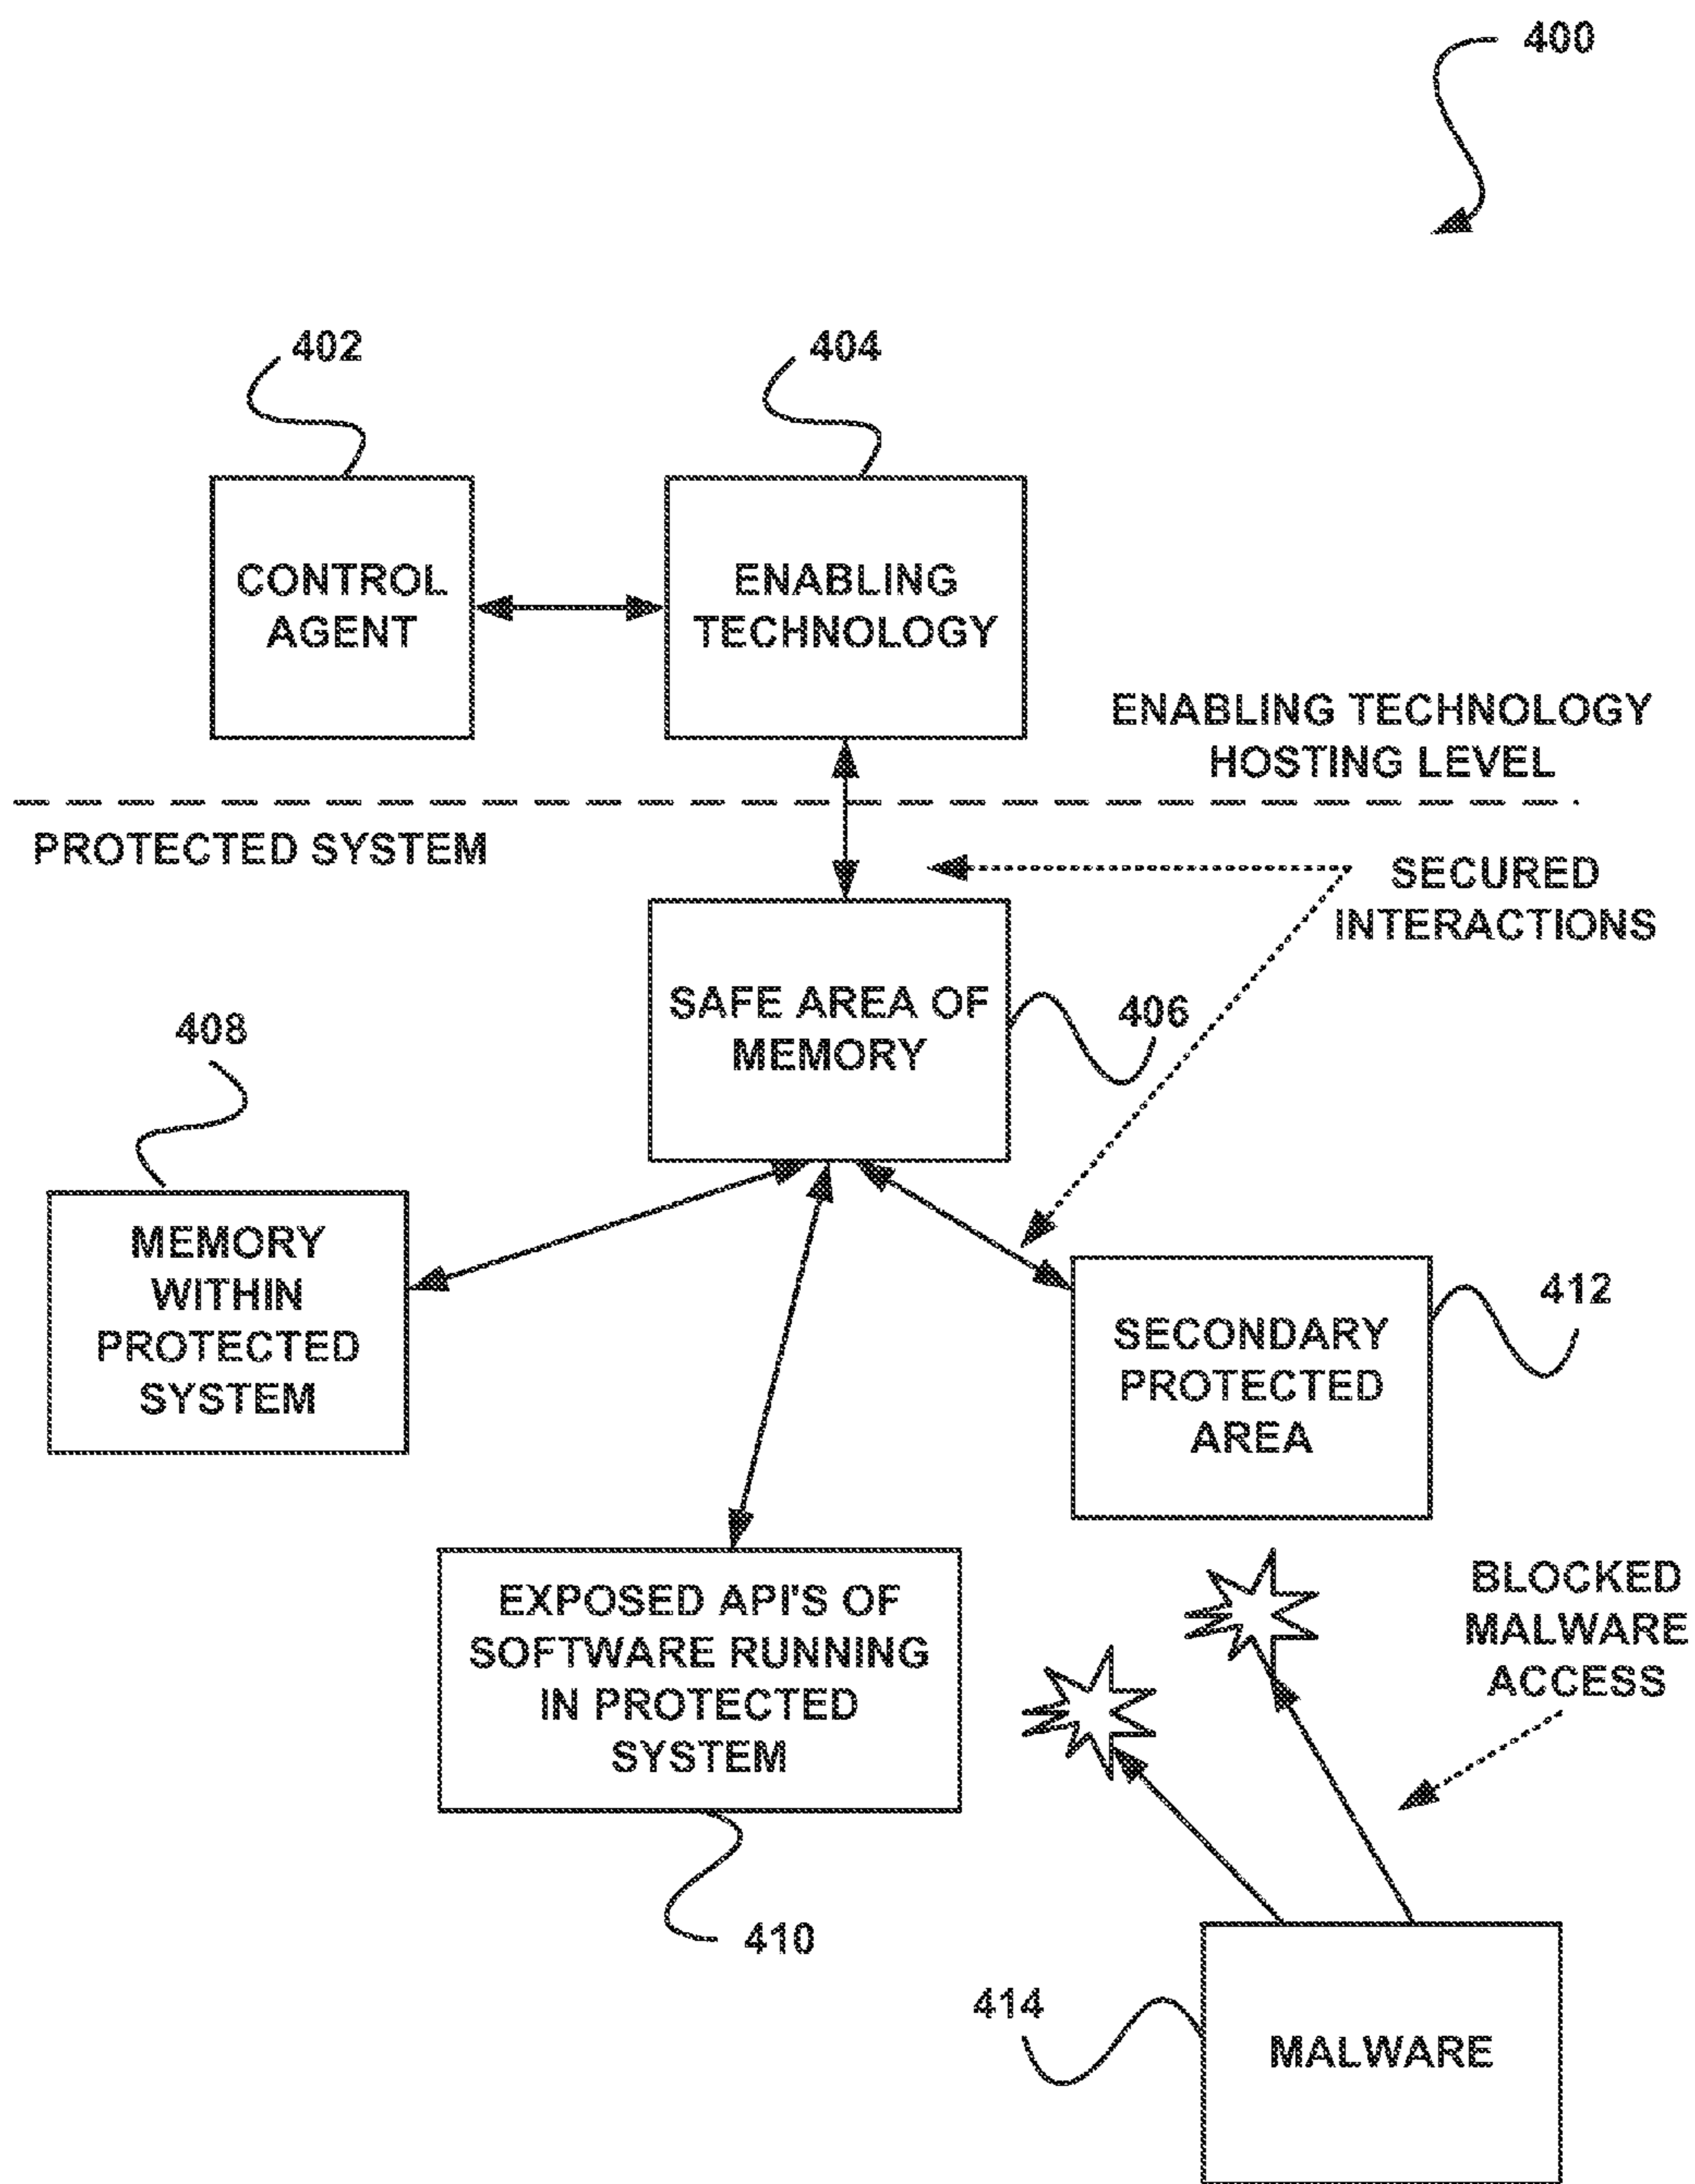 400
402
404
CONTROL
AGENT
ENABLING
TECHNOLOGY
ENABLING TECHNOLOGY
HOSTING LEVEL
PROTECTED SYSTEM
SECURED
INTERACTIONS
SAFE AREA OF
MEMORY
406
408
MEMORY
WITHIN
PROTECTED
SYSTEM
412
SECONDARY
PROTECTED
AREA
EXPOSED API'S OF
SOFTWARE RUNNING
IN PROTECTED
SYSTEM
BLOCKED
MALWARE
ACCESS
410
414
MALWARE